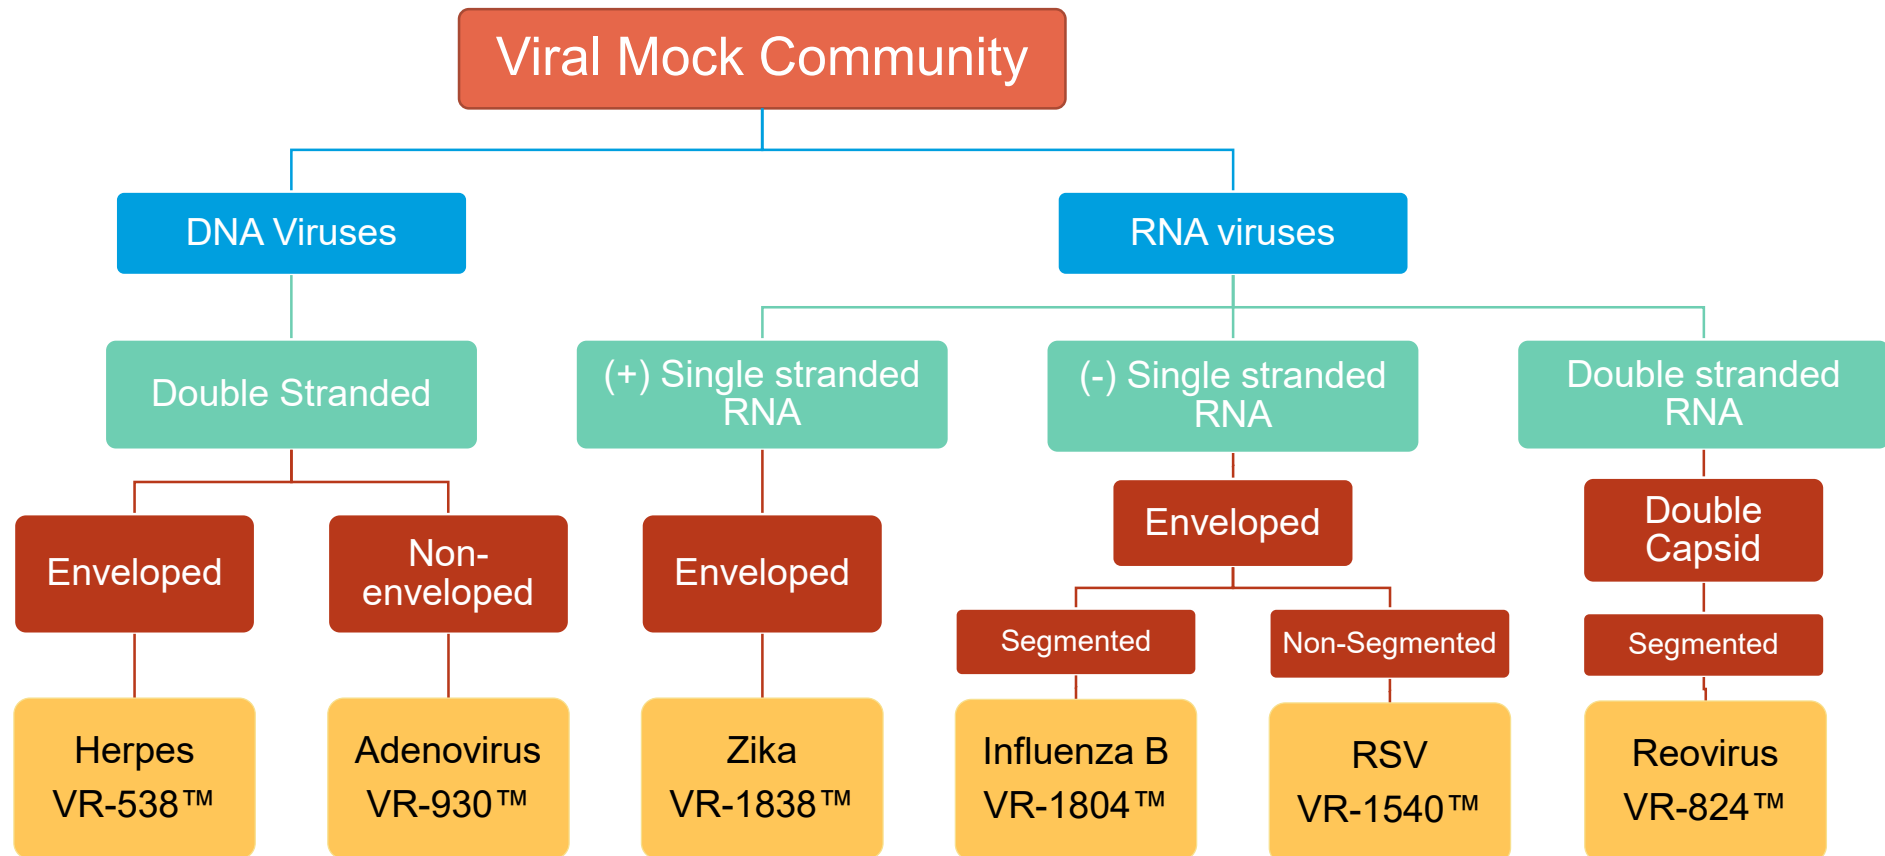 Viral Mock Community
DNA Viruses
RNA viruses
Double Stranded
(+) Single stranded
RNA
(-) Single stranded
RNA
Double stranded
RNA
Enveloped
Non-
enveloped
Enveloped
Enveloped
Double
Capsid
Segmented
Non-Segmented
Segmented
Herpes
VR-538™
Adenovirus
VR-930™
Zika
VR-1838™
Influenza B
VR-1804™
RSV
VR-1540™
Reovirus
VR-824™